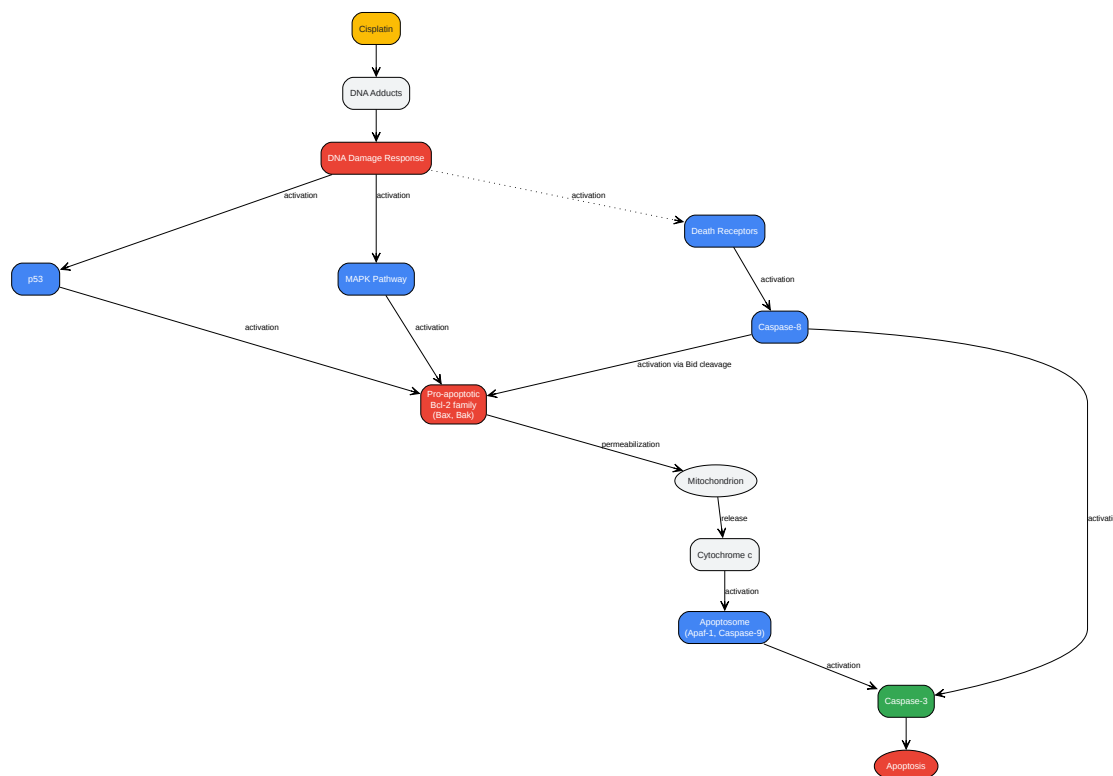 Cisplatin
DNA Adducts
DNA Damage Response
activation
activation
activation
Death Receptors
p53
MAPK Pathway
activation
Caspase-8
activation
activation
activation via Bid cleavage
Pro-apoptotic
Bcl-2 family
(Bax, Bak)
permeabilization
Mitochondrion
release
activati
Cytochrome c
activation
Apoptosome
(Apaf-1, Caspase-9)
activation
Caspase-3
Apoptosis